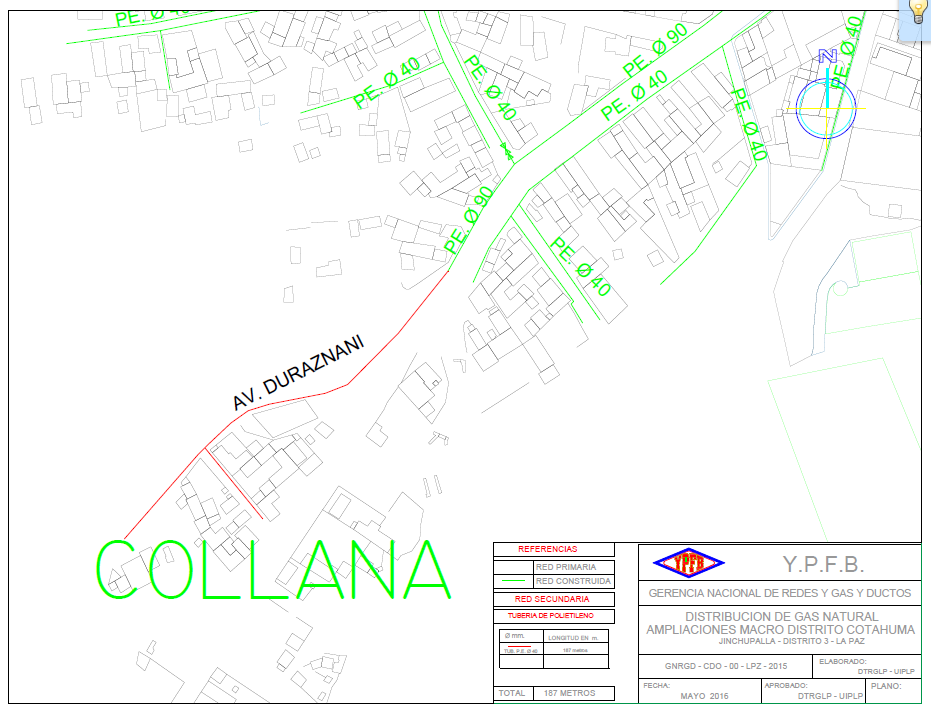 PE. Ø 40
PE. Ø 40
PE. Ø 40
PE. Ø 90
PE. Ø 40
PE. Ø 40
PE. Ø 40
N
PE. Ø 90
PE. Ø 40
AV. DURAZNANI
COLLANA
REFERENCIAS
RED PRIMARIA
RED CONSTRUIDA
RED SECUNDARIA
TUBERIA DE POLIETILENO
Ø mm. LONGITUD EN m.
TUB. P.E. Ø 40 187 metros
TOTAL 187 METROS
YPFB
Y.P.F.B.
GERENCIA NACIONAL DE REDES Y GAS Y DUCTOS
DISTRIBUCION DE GAS NATURAL
AMPLIACIONES MACRO DISTRITO COTAHUMA
JINCHUPALLA - DISTRITO 3 - LA PAZ
GNRGD - CDO - 00 - LPZ - 2015
ELABORADO:
DTRGLP - UIPLP
FECHA:
MAYO 2016
APROBADO:
DTRGLP - UIPLP
PLANO: